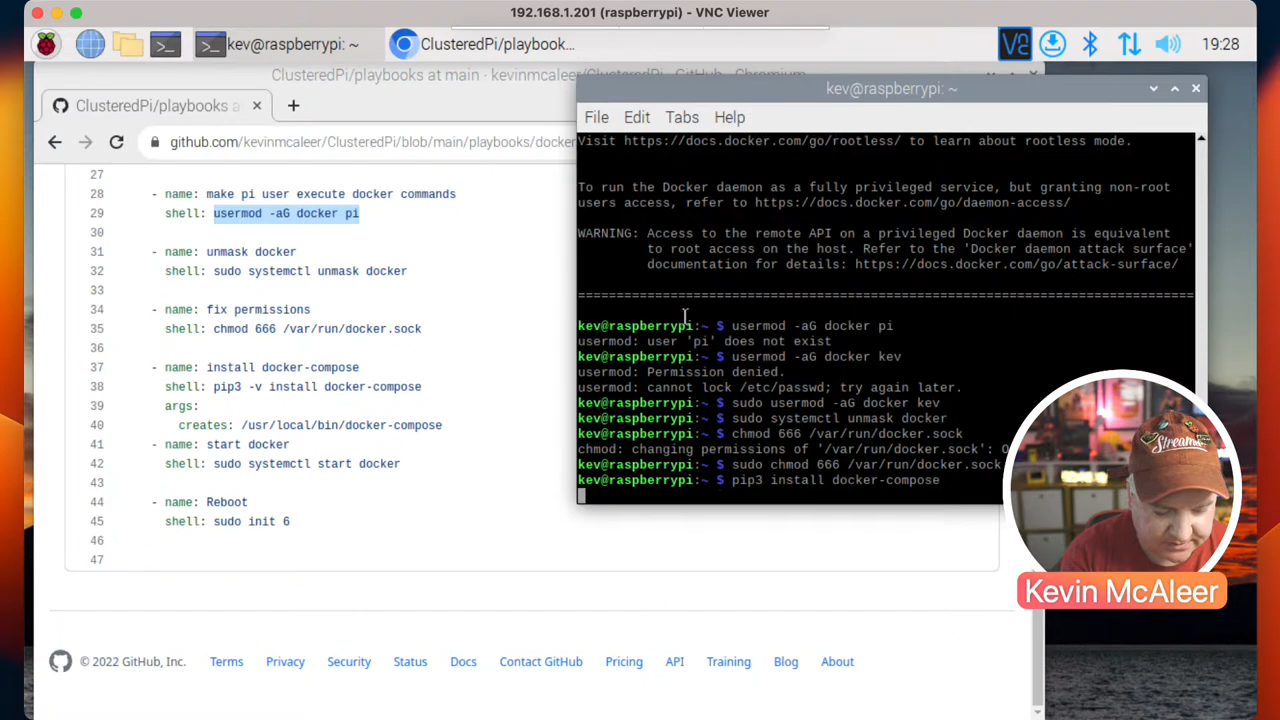 192.168.1.201 (raspberrypi) - VNC Viewer
kev@raspberrypi: ~
ClusteredPi/playbook...
19:28
ClusteredPi/playbooks at main · kevinmcaleer/ClusteredPi · GitHub - Chromium
ClusteredPi/playbooks a
github.com/kevinmcaleer/ClusteredPi/blob/main/playbooks/docker
27
28 - name: make pi user execute docker commands
29 shell: usermod -aG docker pi
30
31 - name: unmask docker
32 shell: sudo systemctl unmask docker
33
34 - name: fix permissions
35 shell: chmod 666 /var/run/docker.sock
36
37 - name: install docker-compose
38 shell: pip3 -v install docker-compose
39 args:
40 creates: /usr/local/bin/docker-compose
41 - name: start docker
42 shell: sudo systemctl start docker
43
44 - name: Reboot
45 shell: sudo init 6
46
47
© 2022 GitHub, Inc. Terms Privacy Security Status Docs Contact GitHub Pricing API Training Blog About
kev@raspberrypi: ~
File Edit Tabs Help
Visit https://docs.docker.com/go/rootless/ to learn about rootless mode.
To run the Docker daemon as a fully privileged service, but granting non-root
users access, refer to https://docs.docker.com/go/daemon-access/
WARNING: Access to the remote API on a privileged Docker daemon is equivalent
to root access on the host. Refer to the 'Docker daemon attack surface'
documentation for details: https://docs.docker.com/go/attack-surface/
================================================================================
kev@raspberrypi:~ $ usermod -aG docker pi
usermod: user 'pi' does not exist
kev@raspberrypi:~ $ usermod -aG docker kev
usermod: Permission denied.
usermod: cannot lock /etc/passwd; try again later.
kev@raspberrypi:~ $ sudo usermod -aG docker kev
kev@raspberrypi:~ $ sudo systemctl unmask docker
kev@raspberrypi:~ $ chmod 666 /var/run/docker.sock
chmod: changing permissions of '/var/run/docker.sock': O
kev@raspberrypi:~ $ sudo chmod 666 /var/run/docker.sock
kev@raspberrypi:~ $ pip3 install docker-compose
Kevin McAleer